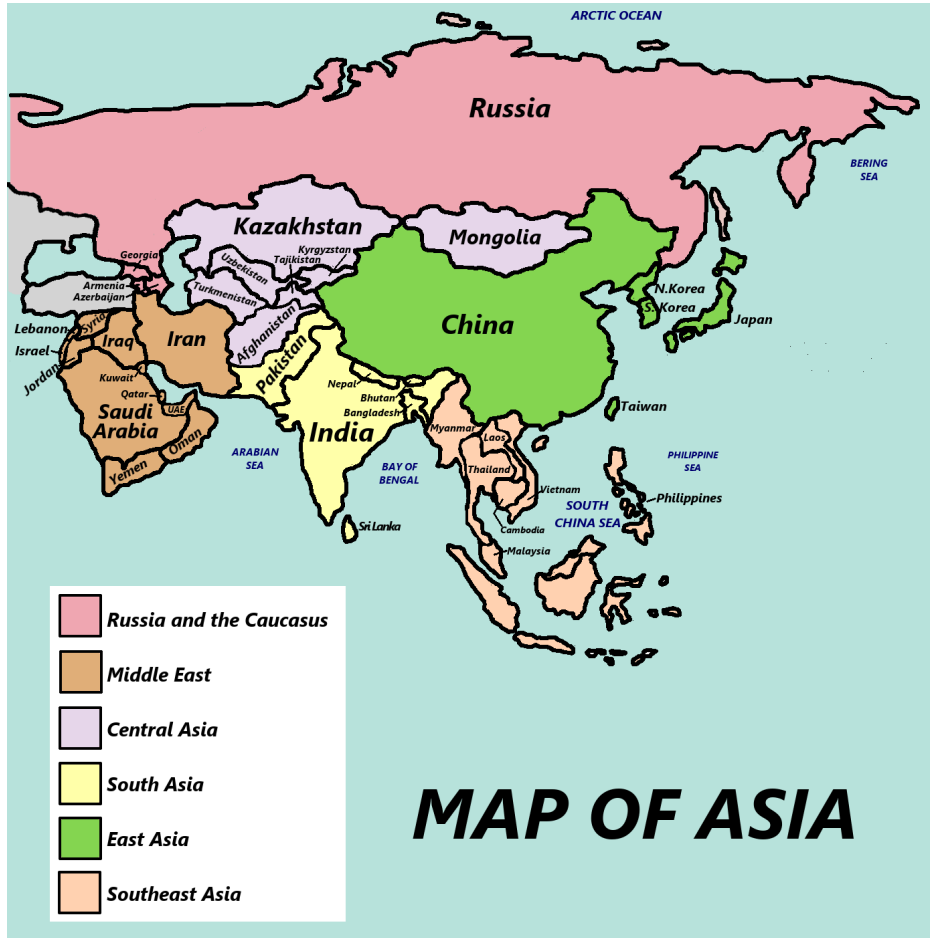 ARCTIC OCEAN
Russia
BERING
SEA
Kazakhstan
Mongolia
Georgia
Kyrgyzstan
Tajikistan
Uzbekistan
Armenia
Azerbaijan
Turkmenistan
N.Korea
S. Korea
Japan
Lebanon
Syria
Iraq
Iran
Afghanistan
China
Israel
Jordan
Kuwait
Pakistan
Nepal
Qatar
UAE
Bhutan
Bangladesh
Taiwan
Saudi
Arabia
India
Myanmar
Laos
Oman
Yemen
ARABIAN
SEA
BAY OF
BENGAL
Thailand
PHILIPPINE
SEA
Vietnam
Philippines
SOUTH
CHINA SEA
Sri Lanka
Cambodia
Malaysia
Russia and the Caucasus
Middle East
Central Asia
South Asia
East Asia
Southeast Asia
MAP OF ASIA